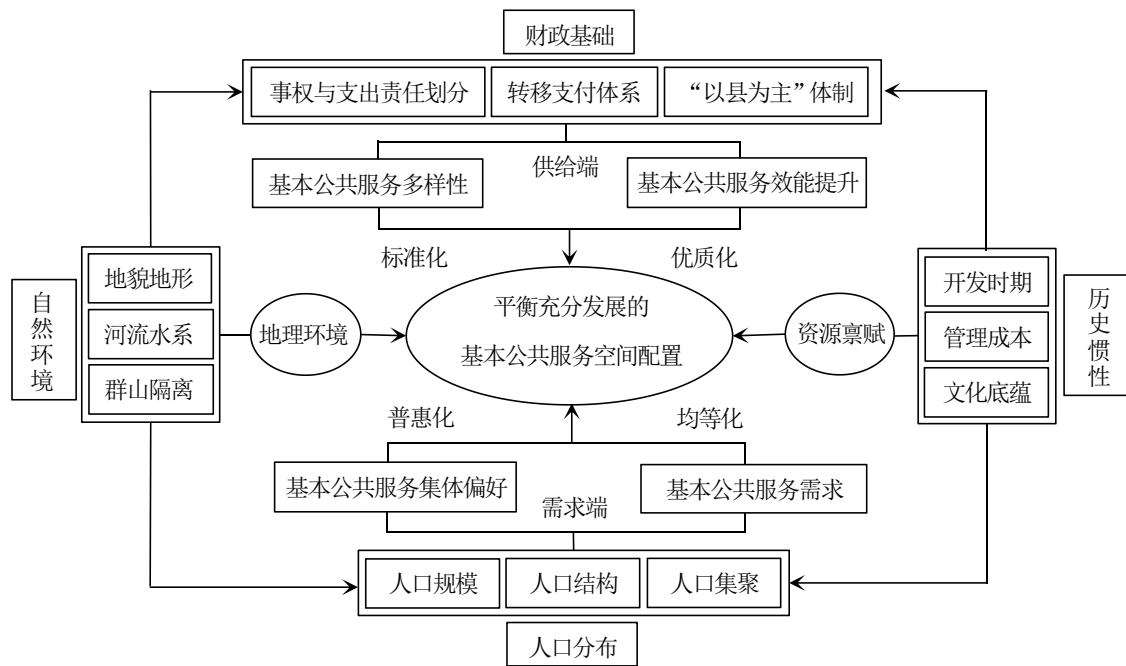 财政基础
事权与支出责任划分
转移支付体系
“以县为主”体制
供给端
基本公共服务多样性
基本公共服务效能提升
标准化
优质化
自然环境
地貌地形
河流水系
群山隔离
地理环境
平衡充分发展的
基本公共服务空间配置
资源禀赋
开发时期
管理成本
文化底蕴
历史惯性
普惠化
均等化
基本公共服务集体偏好
基本公共服务需求
需求端
人口规模
人口结构
人口集聚
人口分布